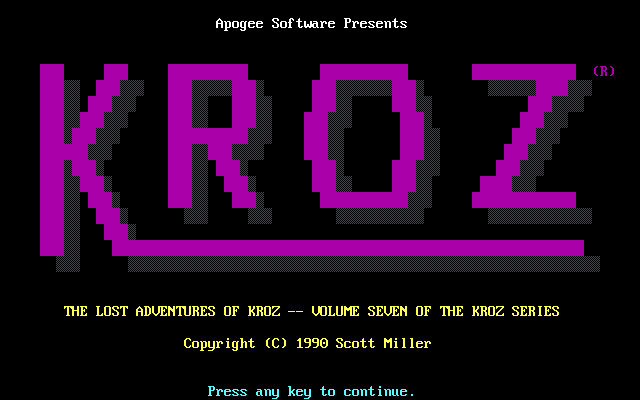 Apogee Software Presents
KROZ (R)
THE LOST ADVENTURES OF KROZ -- VOLUME SEVEN OF THE KROZ SERIES
Copyright (C) 1990 Scott Miller
Press any key to continue.